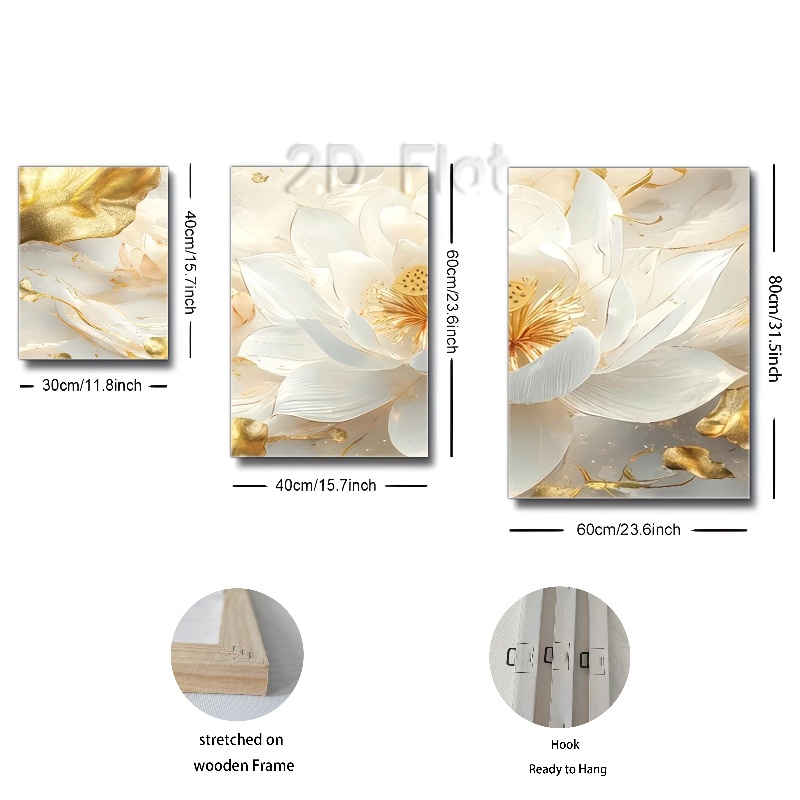 2D Flat
40cm/15.7inch
60cm/23.6inch
80cm/31.5inch
30cm/11.8inch
40cm/15.7inch
60cm/23.6inch
stretched on
wooden Frame
Hook
Ready to Hang